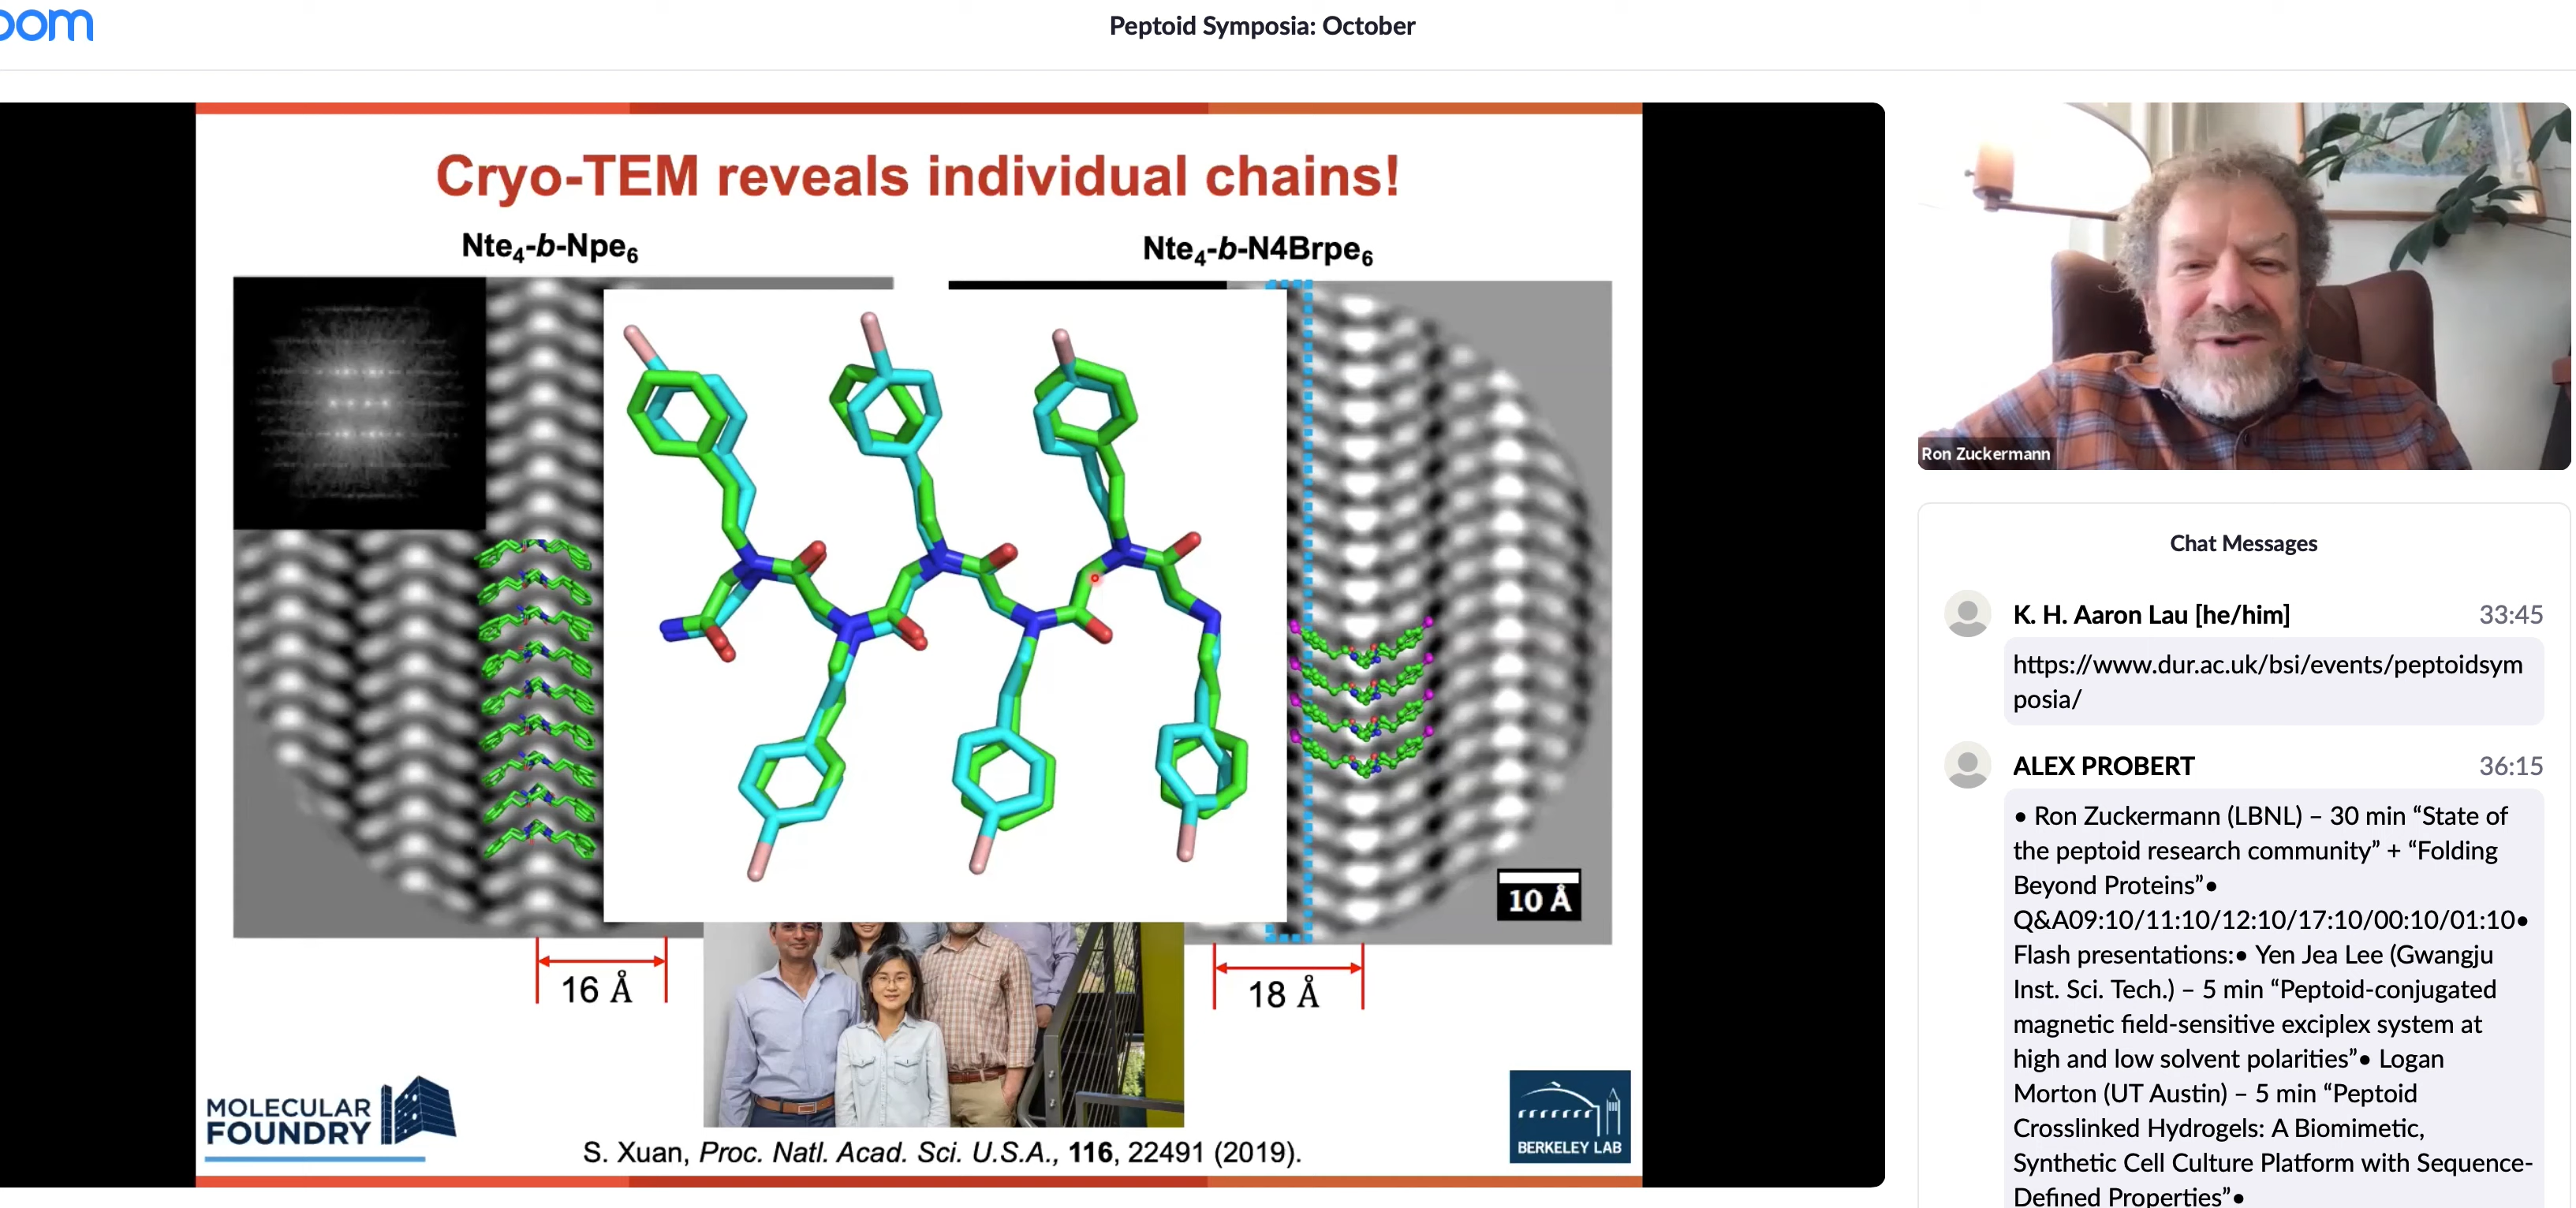 oom
Peptoid Symposia: October
Cryo-TEM reveals individual chains!
Nte₄-b-Npe₆
Nte₄-b-N4Brpe₆
10 Å
16 Å
18 Å
MOLECULAR
FOUNDRY
BERKELEY LAB
S. Xuan, Proc. Natl. Acad. Sci. U.S.A., 116, 22491 (2019).
Ron Zuckermann
Chat Messages
K. H. Aaron Lau [he/him] 33:45
https://www.dur.ac.uk/bsi/events/peptoidsym
posia/
ALEX PROBERT 36:15
• Ron Zuckermann (LBNL) – 30 min “State of
the peptoid research community” + “Folding
Beyond Proteins”•
Q&A09:10/11:10/12:10/17:10/00:10/01:10•
Flash presentations:• Yen Jea Lee (Gwangju
Inst. Sci. Tech.) – 5 min “Peptoid-conjugated
magnetic field-sensitive exciplex system at
high and low solvent polarities”• Logan
Morton (UT Austin) – 5 min “Peptoid
Crosslinked Hydrogels: A Biomimetic,
Synthetic Cell Culture Platform with Sequence-
Defined Properties”•